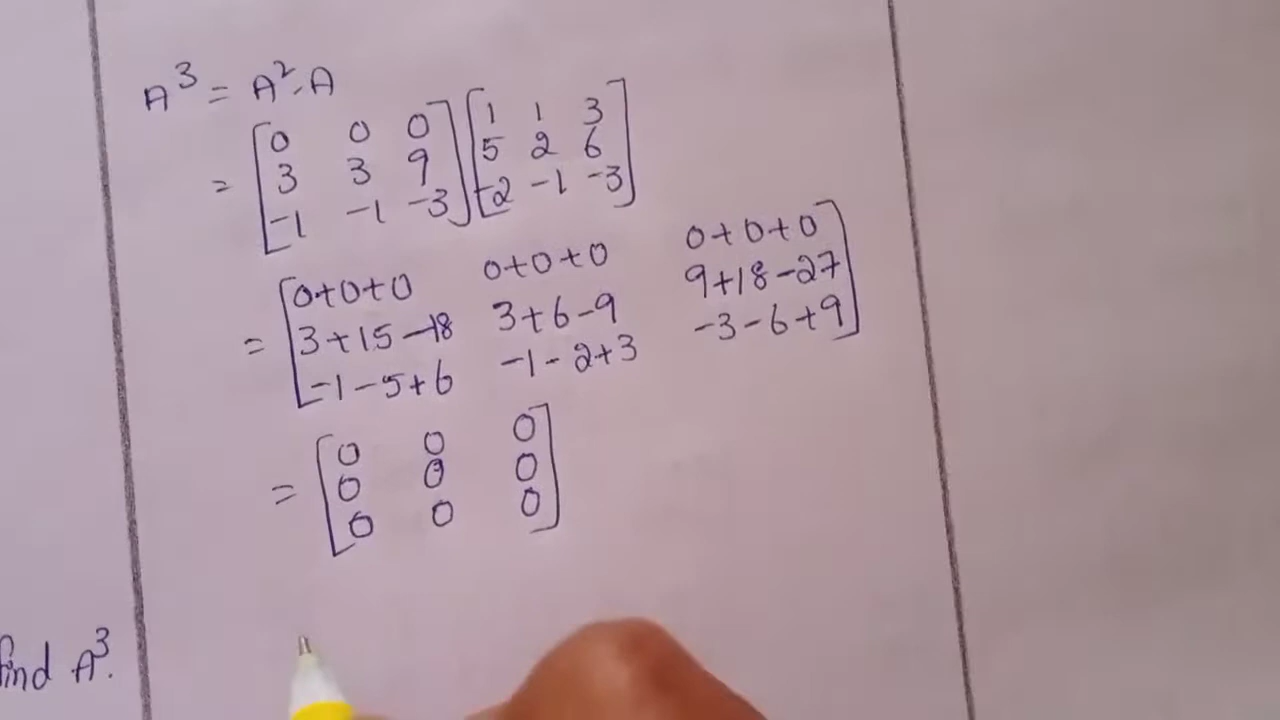 A³ = A². A
= [0 0 0 [1 1 3
3 3 9 5 2 6
-1 -1 -3] -2 -1 -3]
= [0+0+0 0+0+0 0+0+0
3+15-18 3+6-9 9+18-27
-1-5+6 -1-2+3 -3-6+9]
= [0 0 0
0 0 0
0 0 0]
find A³.